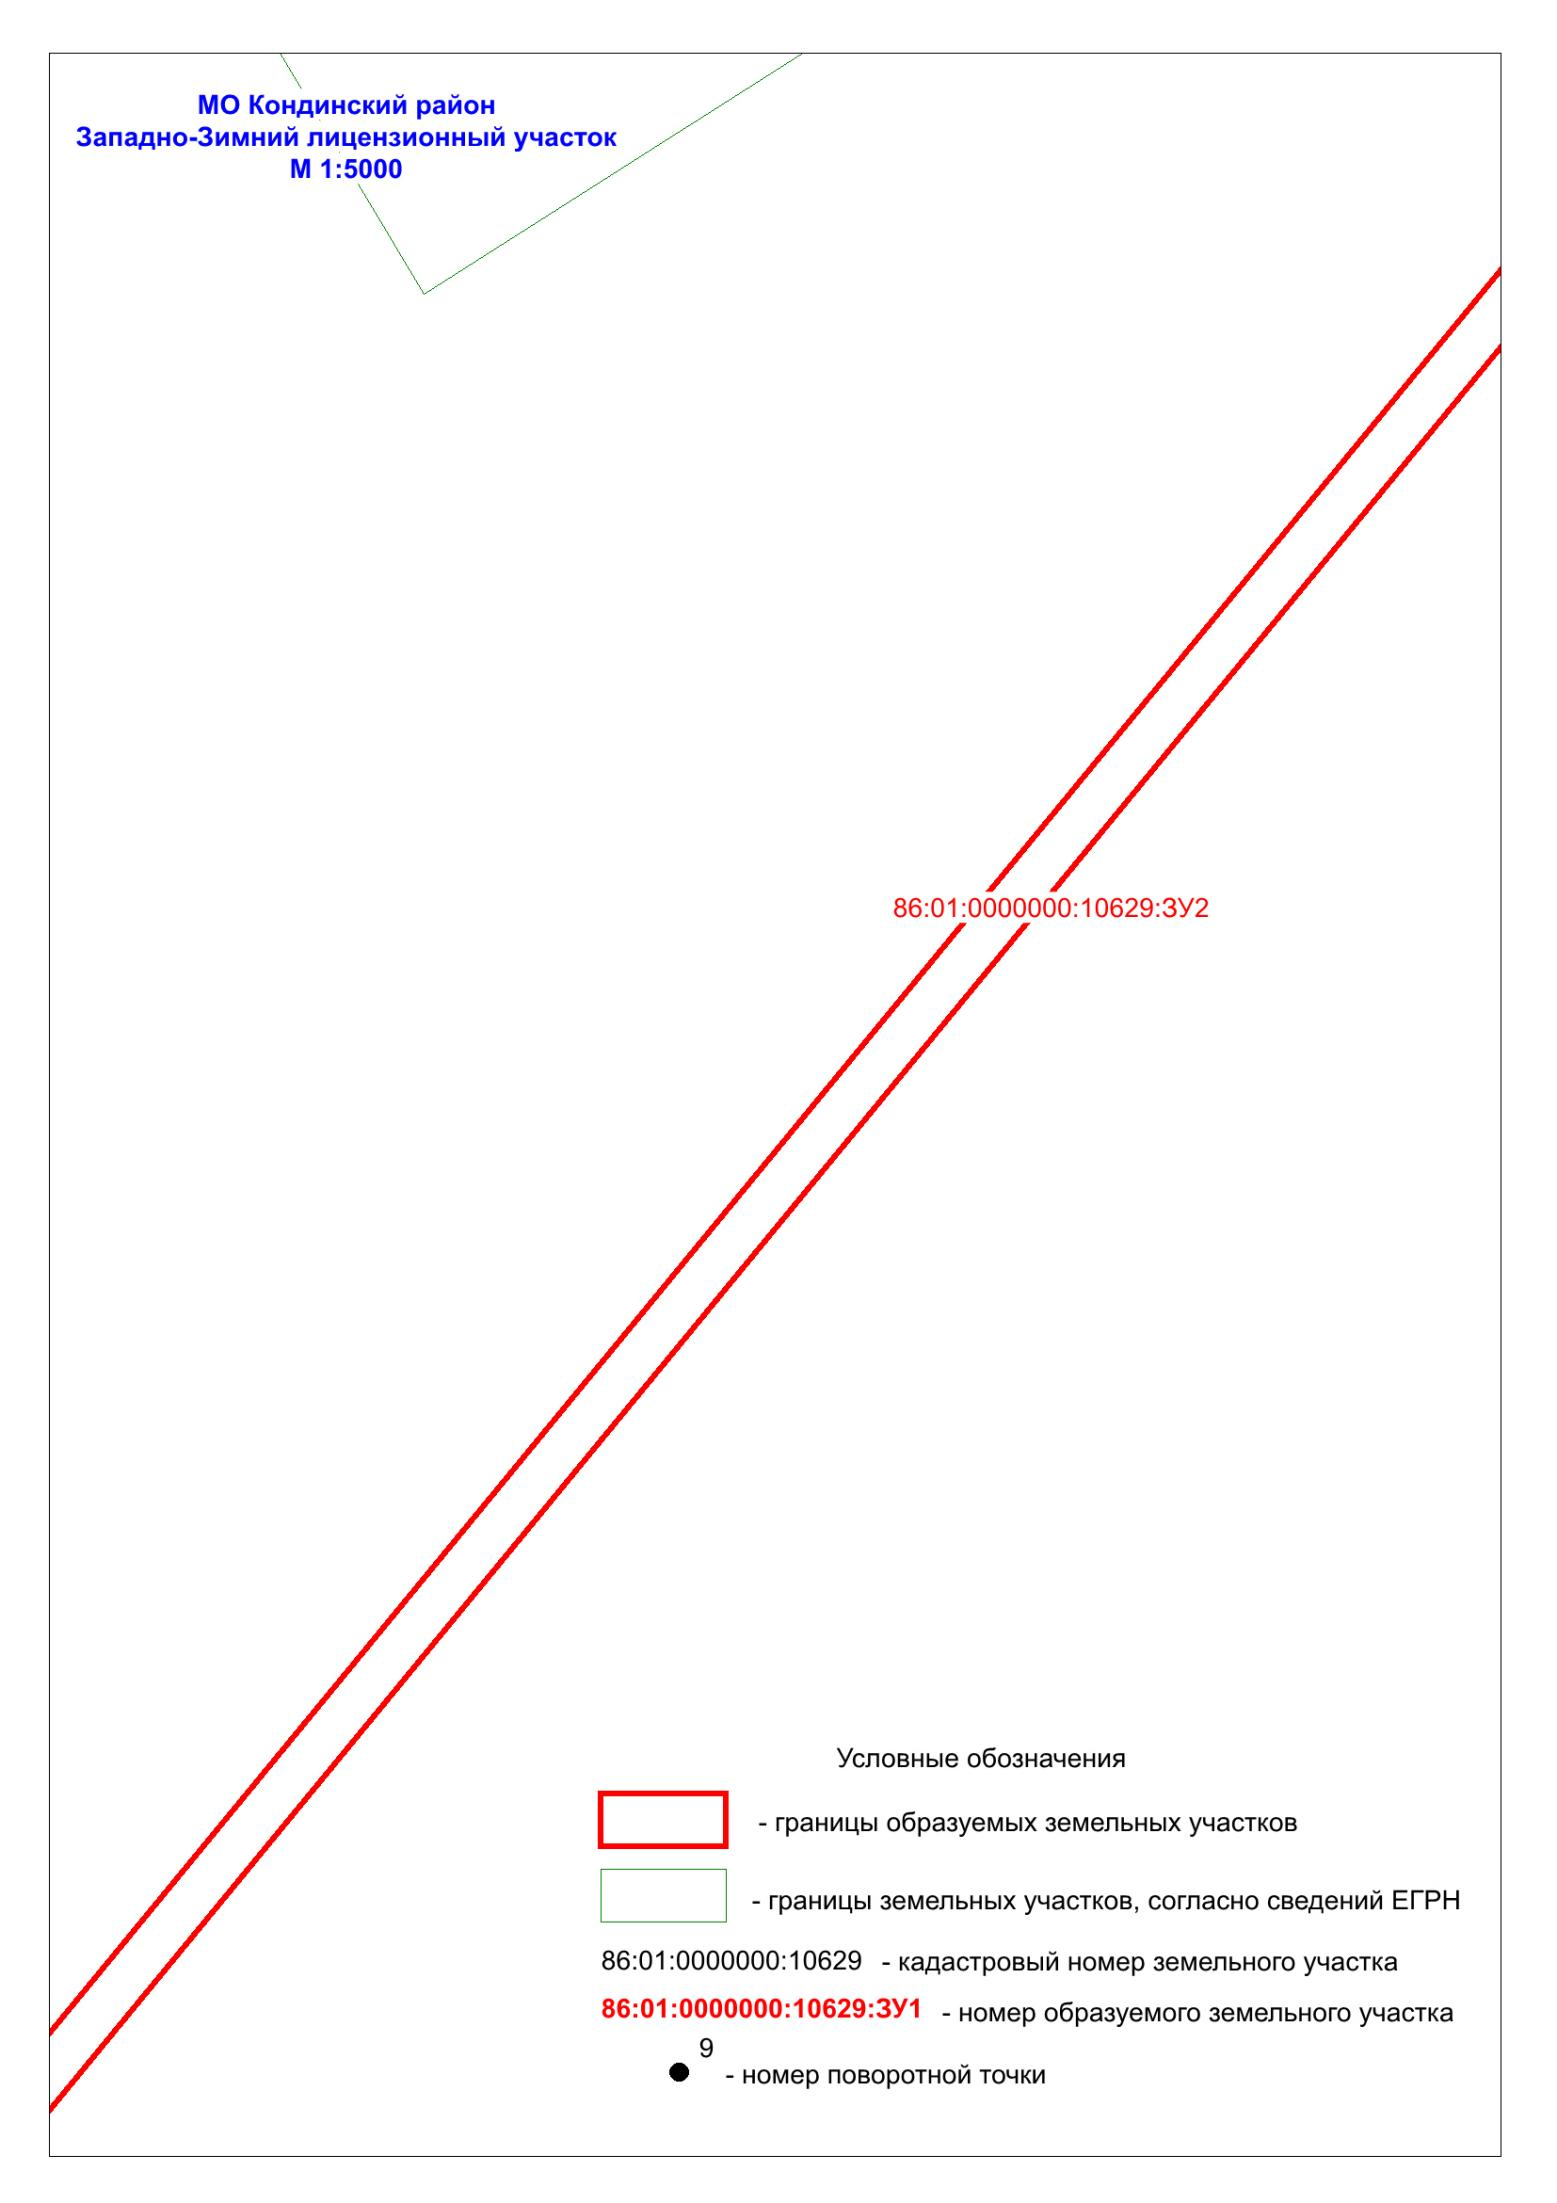 МО Кондинский район
Западно-Зимний лицензионный участок
М 1:5000
86:01:0000000:10629:ЗУ2
Условные обозначения
- границы образуемых земельных участков
- границы земельных участков, согласно сведений ЕГРН
86:01:0000000:10629 - кадастровый номер земельного участка
86:01:0000000:10629:ЗУ1 - номер образуемого земельного участка
9
- номер поворотной точки